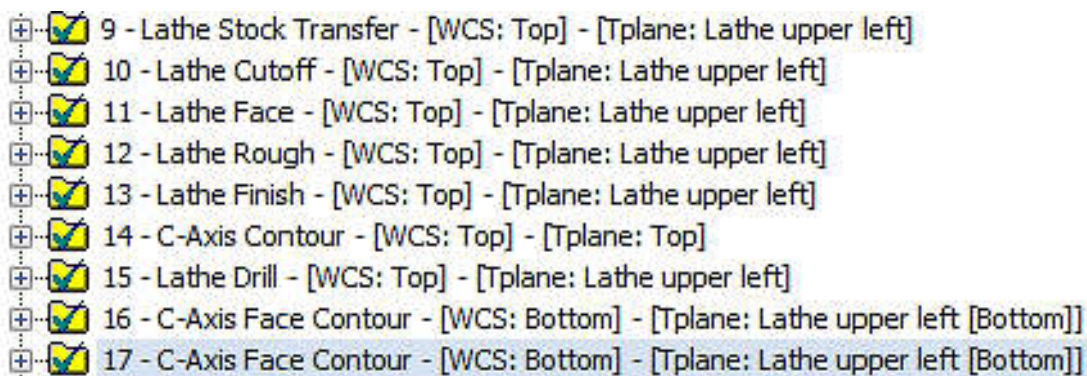 9 - Lathe Stock Transfer - [WCS: Top] - [Tplane: Lathe upper left]
10 - Lathe Cutoff - [WCS: Top] - [Tplane: Lathe upper left]
11 - Lathe Face - [WCS: Top] - [Tplane: Lathe upper left]
12 - Lathe Rough - [WCS: Top] - [Tplane: Lathe upper left]
13 - Lathe Finish - [WCS: Top] - [Tplane: Lathe upper left]
14 - C-Axis Contour - [WCS: Top] - [Tplane: Top]
15 - Lathe Drill - [WCS: Top] - [Tplane: Lathe upper left]
16 - C-Axis Face Contour - [WCS: Bottom] - [Tplane: Lathe upper left [Bottom]]
17 - C-Axis Face Contour - [WCS: Bottom] - [Tplane: Lathe upper left [Bottom]]